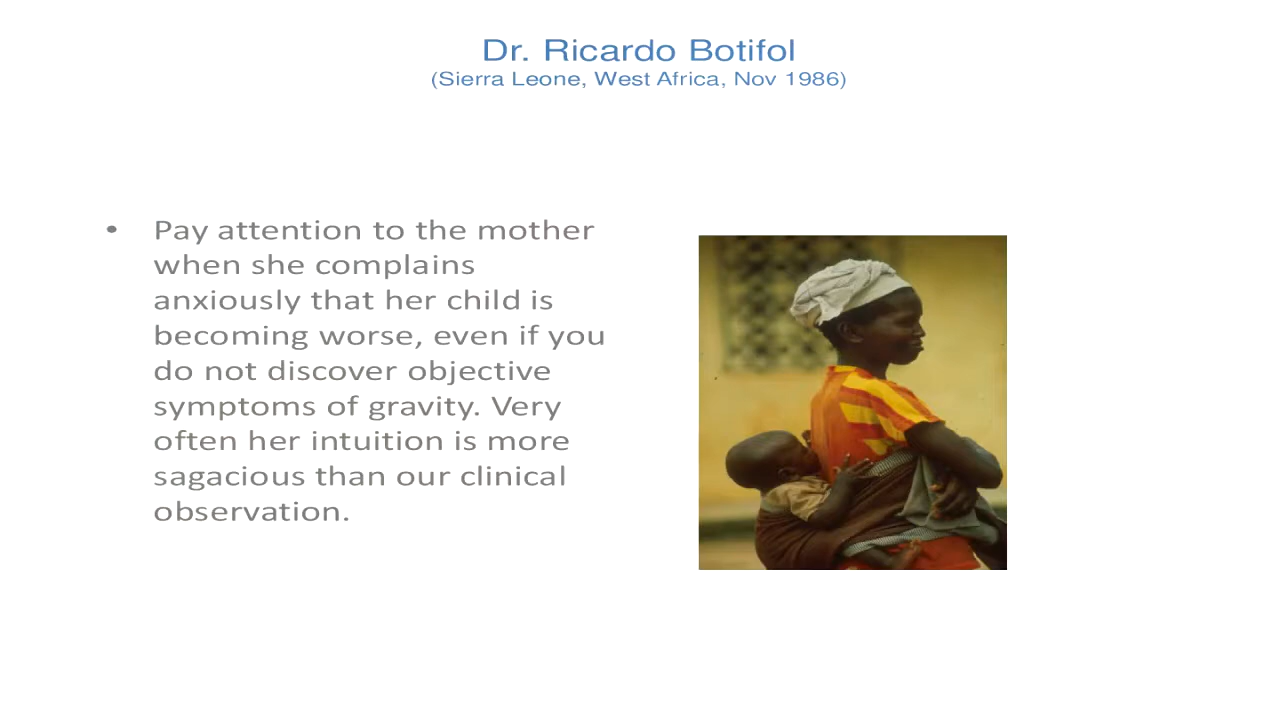 Dr. Ricardo Botifol
(Sierra Leone, West Africa, Nov 1986)
• Pay attention to the mother
when she complains
anxiously that her child is
becoming worse, even if you
do not discover objective
symptoms of gravity. Very
often her intuition is more
sagacious than our clinical
observation.